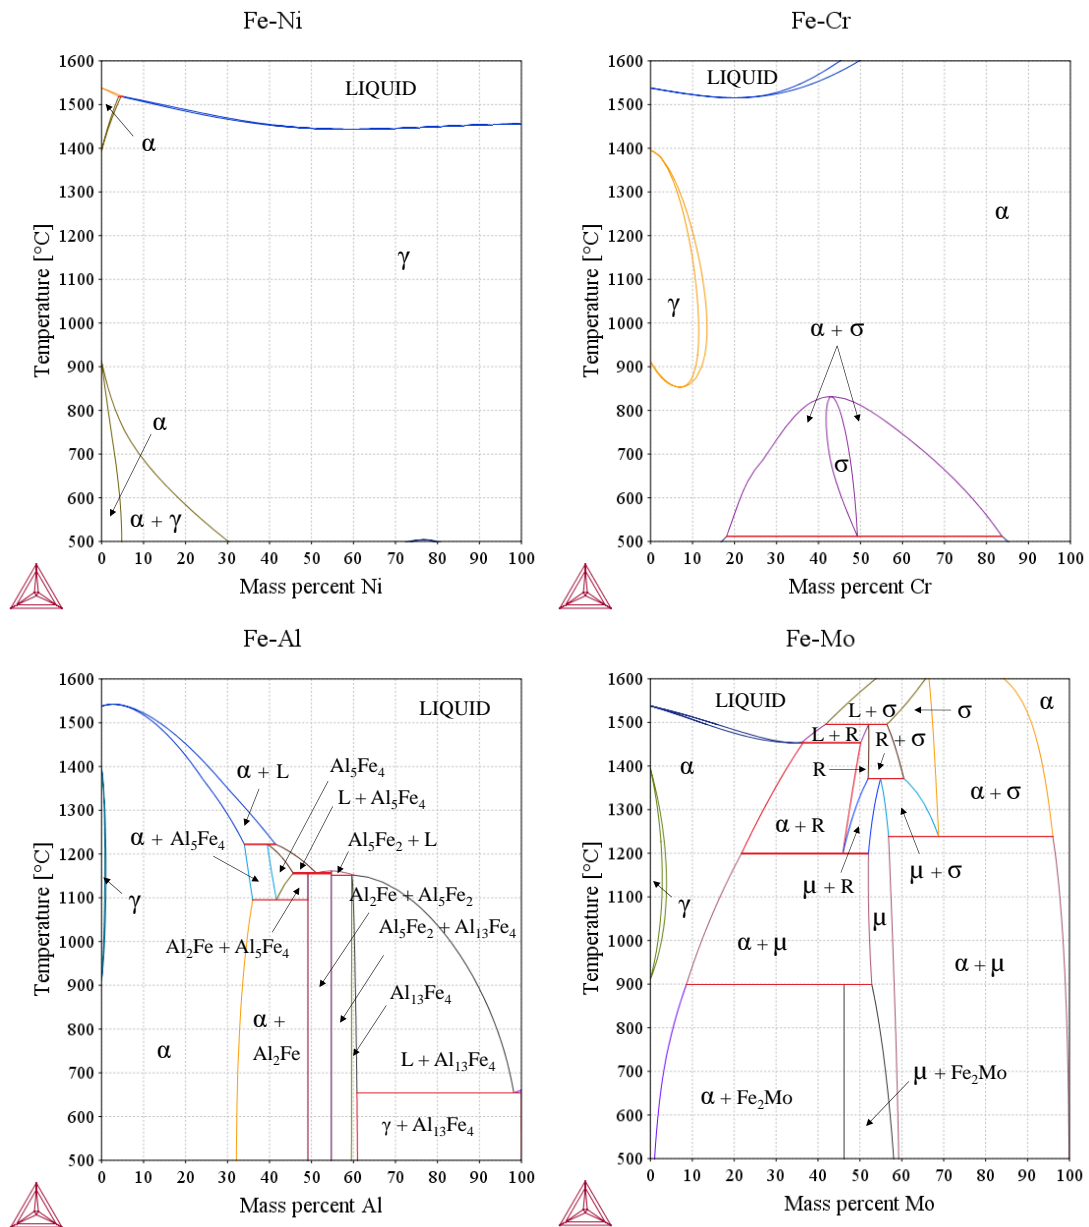 Fe-Ni
1600
1500
1400
1300
1200
1100
1000
900
800
700
600
500
Temperature [°C]
LIQUID
α
γ
α
α + γ
0 10 20 30 40 50 60 70 80 90 100
Mass percent Ni
Fe-Cr
1600
1500
1400
1300
1200
1100
1000
900
800
700
600
500
Temperature [°C]
LIQUID
α
γ
α + σ
σ
0 10 20 30 40 50 60 70 80 90 100
Mass percent Cr
Fe-Al
1600
1500
1400
1300
1200
1100
1000
900
800
700
600
500
Temperature [°C]
LIQUID
α + L
Al₅Fe₄
L + Al₅Fe₄
α + Al₅Fe₄
Al₅Fe₂ + L
γ
Al₂Fe + Al₅Fe₂
Al₅Fe₂ + Al₁₃Fe₄
Al₂Fe + Al₅Fe₄
Al₁₃Fe₄
α
α +
Al₂Fe
L + Al₁₃Fe₄
γ + Al₁₃Fe₄
0 10 20 30 40 50 60 70 80 90 100
Mass percent Al
Fe-Mo
1600
1500
1400
1300
1200
1100
1000
900
800
700
600
500
Temperature [°C]
LIQUID
L + σ
σ
α
L + R
R + σ
α
R
α + σ
α + R
μ + σ
μ + R
γ
μ
α + μ
α + μ
μ + Fe₂Mo
α + Fe₂Mo
0 10 20 30 40 50 60 70 80 90 100
Mass percent Mo